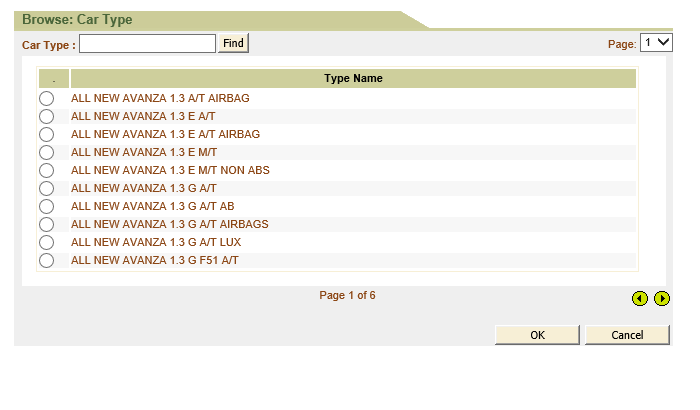 Browse: Car Type
Car Type : Find Page: 1
. Type Name
ALL NEW AVANZA 1.3 A/T AIRBAG
ALL NEW AVANZA 1.3 E A/T
ALL NEW AVANZA 1.3 E A/T AIRBAG
ALL NEW AVANZA 1.3 E M/T
ALL NEW AVANZA 1.3 E M/T NON ABS
ALL NEW AVANZA 1.3 G A/T
ALL NEW AVANZA 1.3 G A/T AB
ALL NEW AVANZA 1.3 G A/T AIRBAGS
ALL NEW AVANZA 1.3 G A/T LUX
ALL NEW AVANZA 1.3 G F51 A/T
Page 1 of 6
OK Cancel